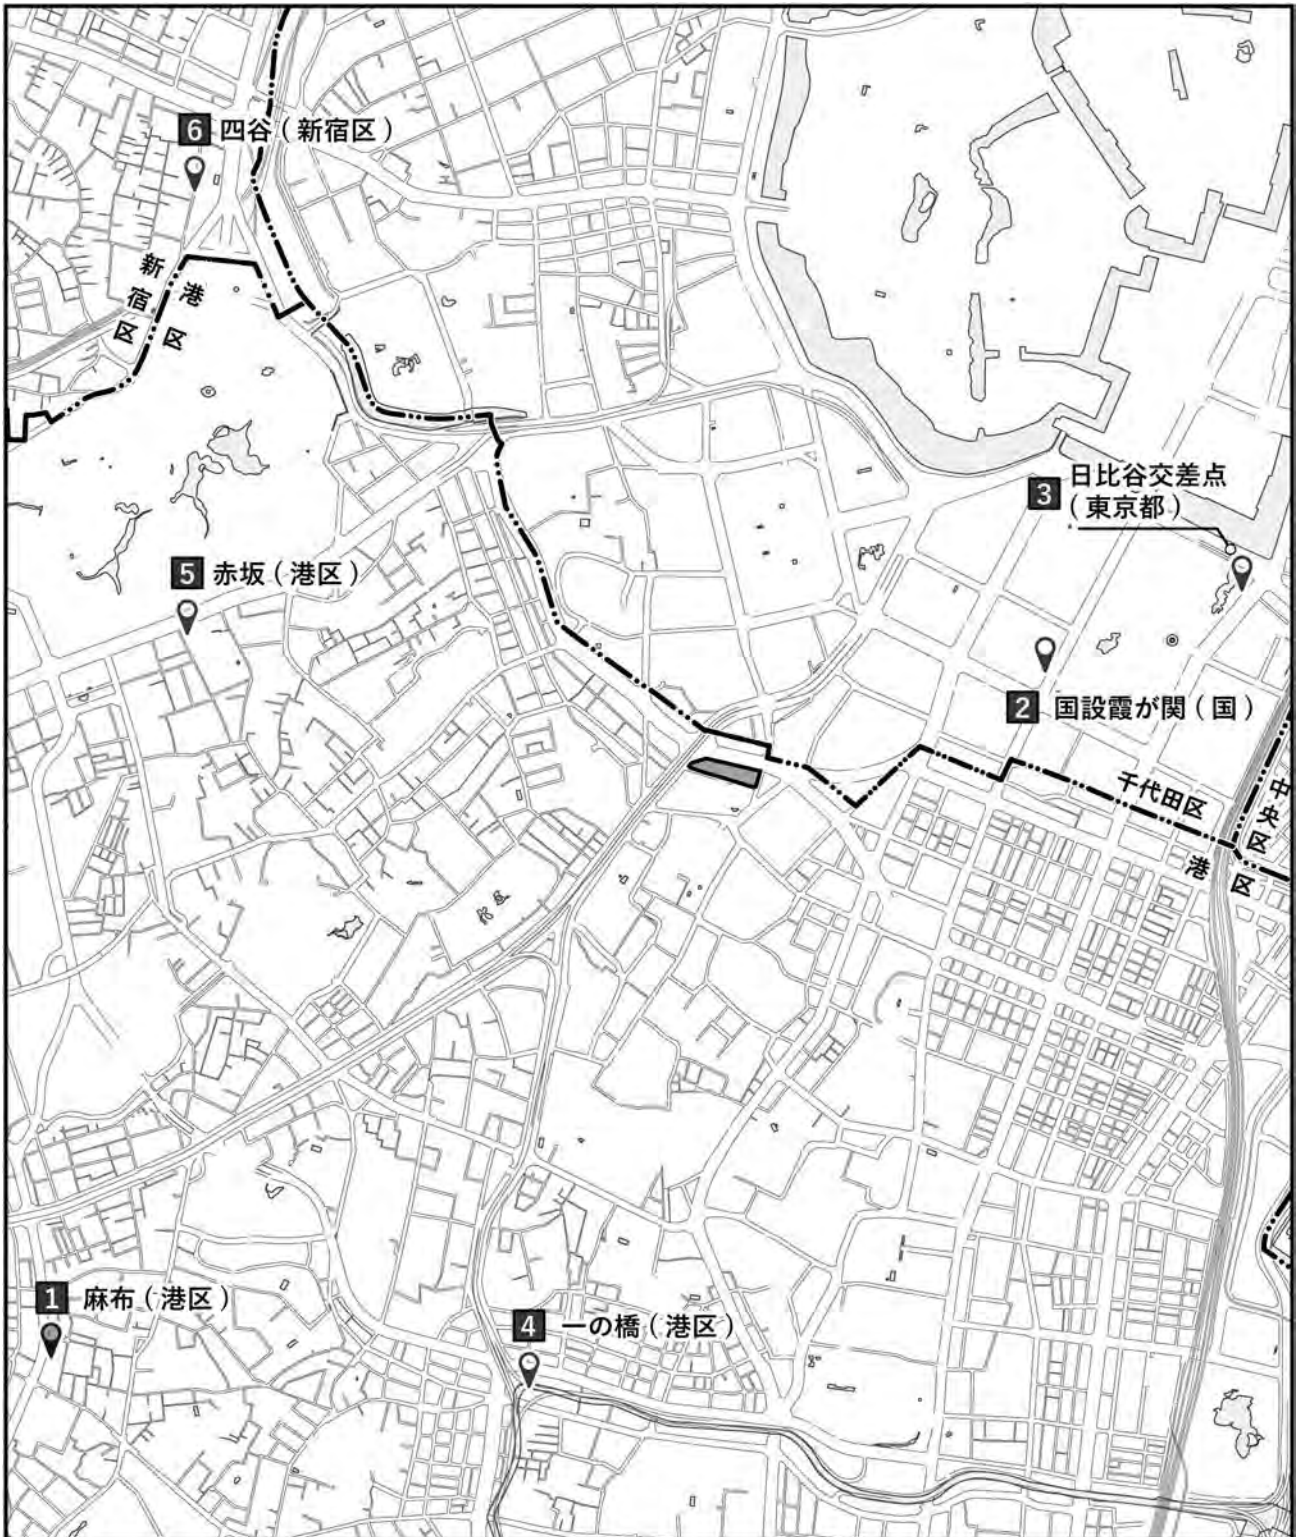 6 四谷(新宿区)
新宿区
港区
3 日比谷交差点
(東京都)
5 赤坂(港区)
2 国設霞が関(国)
千代田区
中央区
港区
1 麻布(港区)
4 一の橋(港区)